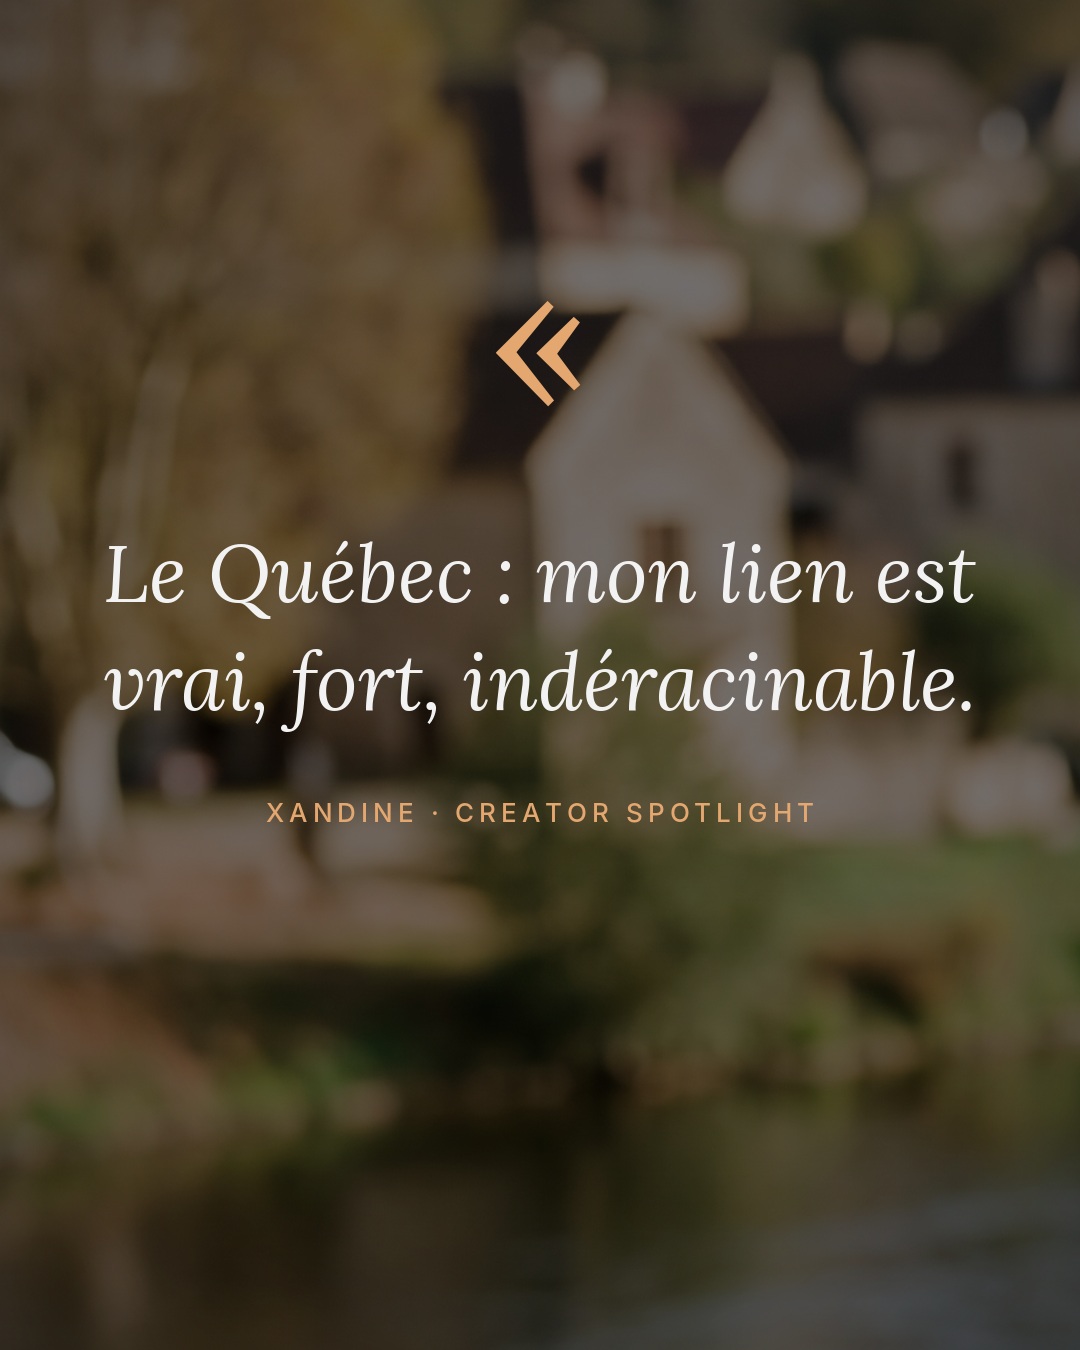 «
Le Québec : mon lien est
vrai, fort, indéracinable.
XANDINE · CREATOR SPOTLIGHT